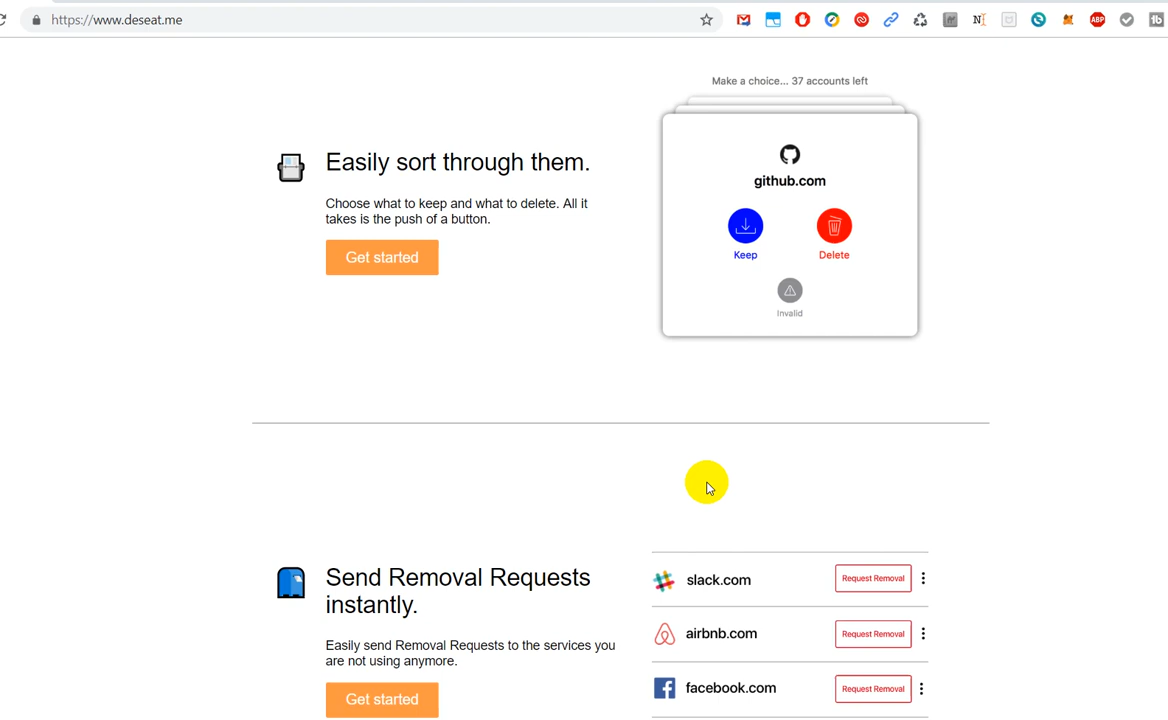 https://www.deseat.me
ABP
Make a choice... 37 accounts left
github.com
Keep
Delete
Invalid
Easily sort through them.
Choose what to keep and what to delete. All it
takes is the push of a button.
Get started
Send Removal Requests
instantly.
Easily send Removal Requests to the services you
are not using anymore.
Get started
slack.com
Request Removal
airbnb.com
Request Removal
facebook.com
Request Removal